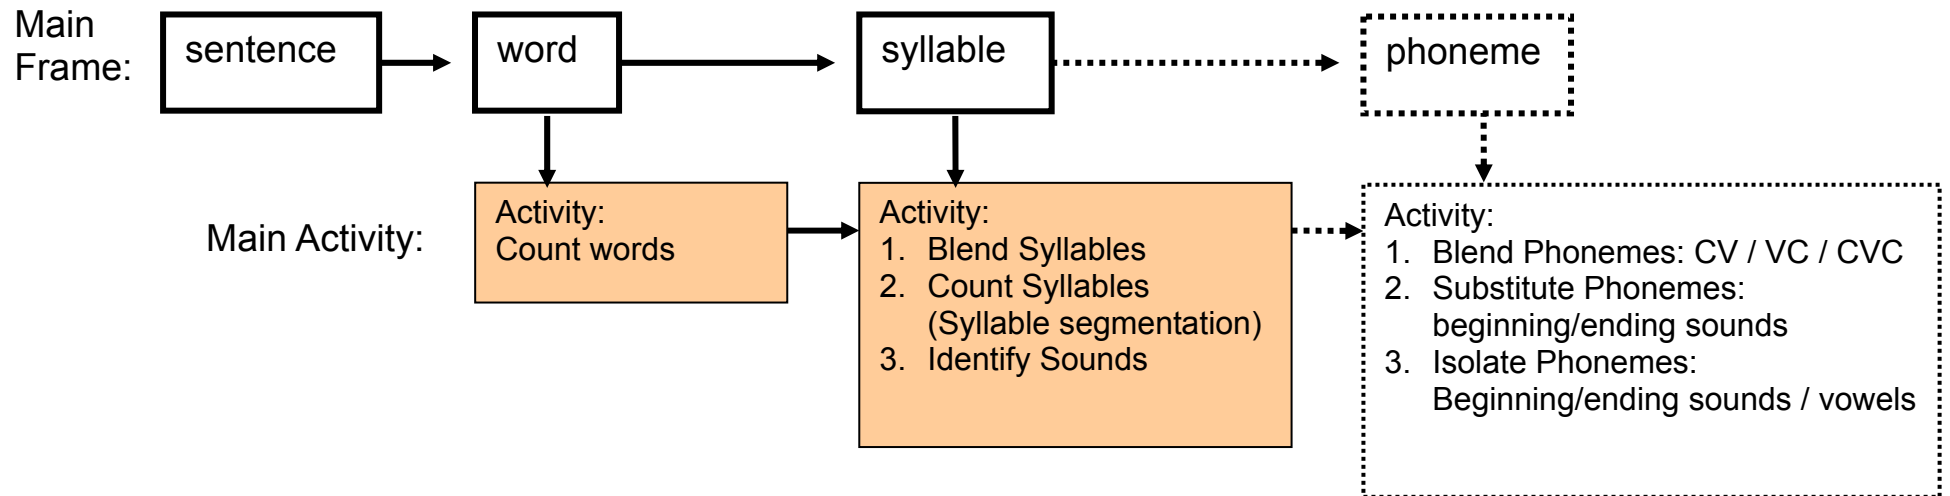 Main
Frame:
sentence
word
syllable
phoneme
Main Activity:
Activity:
Count words
Activity:
1. Blend Syllables
2. Count Syllables
(Syllable segmentation)
3. Identify Sounds
Activity:
1. Blend Phonemes: CV / VC / CVC
2. Substitute Phonemes:
beginning/ending sounds
3. Isolate Phonemes:
Beginning/ending sounds / vowels